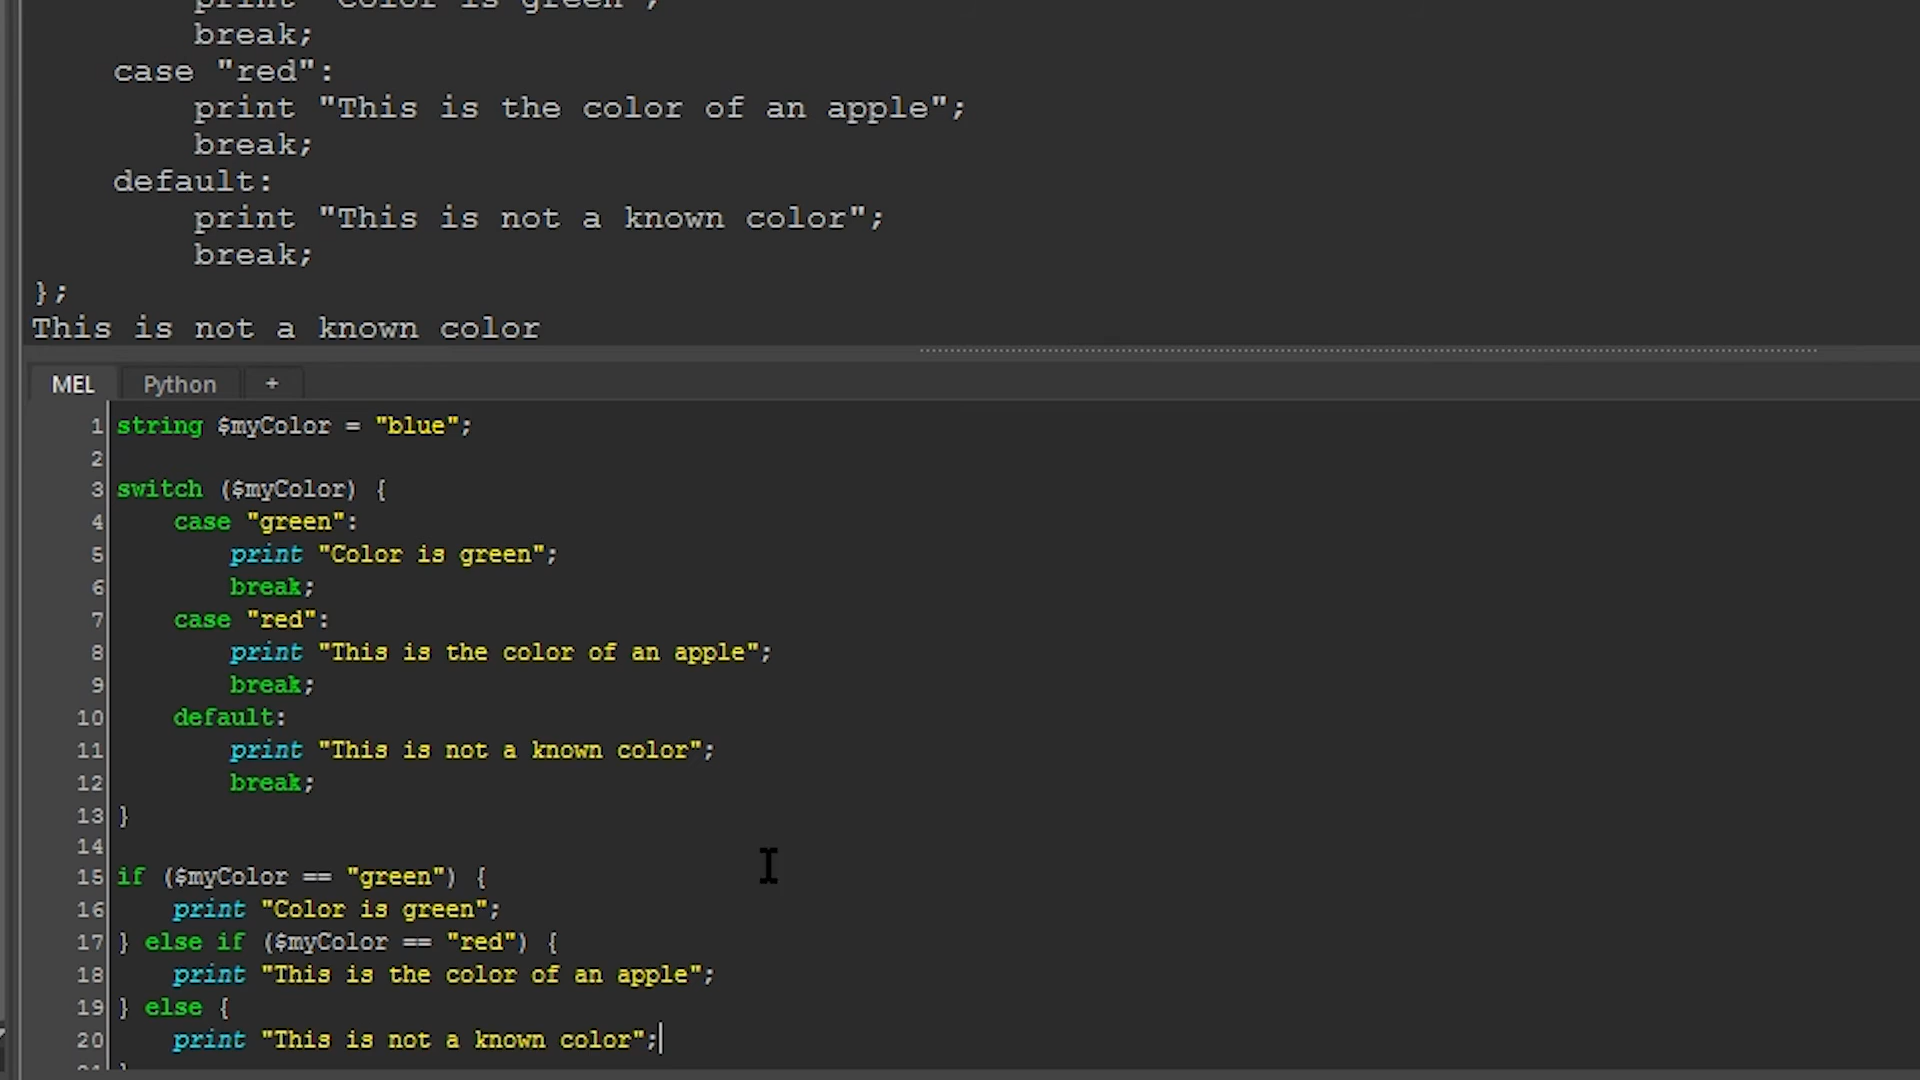 print "Color is green";
break;
case "red":
print "This is the color of an apple";
break;
default:
print "This is not a known color";
break;
};
This is not a known color
MEL Python +
1 string $myColor = "blue";
2
3 switch ($myColor) {
4 case "green":
5 print "Color is green";
6 break;
7 case "red":
8 print "This is the color of an apple";
9 break;
10 default:
11 print "This is not a known color";
12 break;
13 }
14
15 if ($myColor == "green") {
16 print "Color is green";
17 } else if ($myColor == "red") {
18 print "This is the color of an apple";
19 } else {
20 print "This is not a known color";